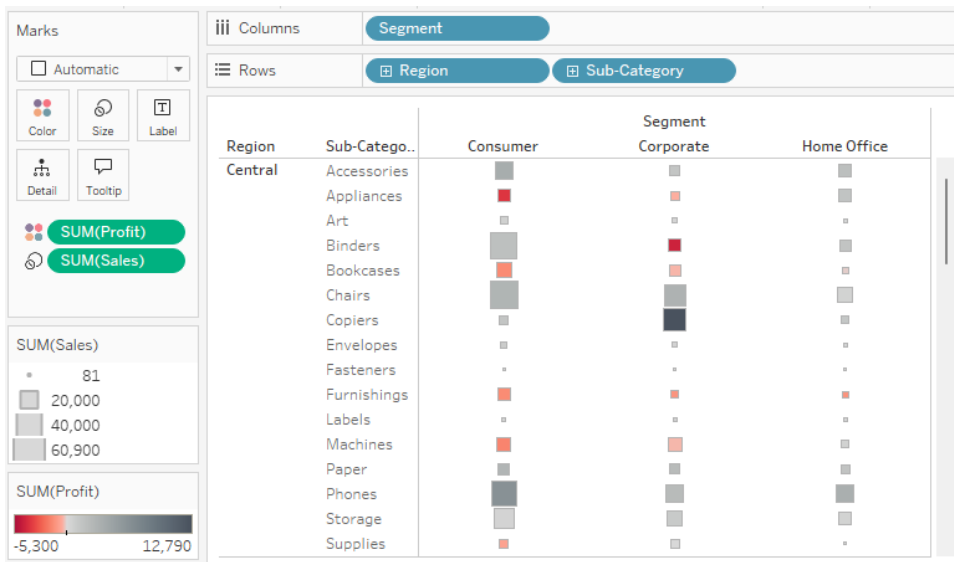 Marks
Automatic
Color Size Label
Detail Tooltip
SUM(Profit)
SUM(Sales)
SUM(Sales)
81
20,000
40,000
60,900
SUM(Profit)
-5,300 12,790
Columns Segment
Rows Region Sub-Category
Segment
Region Sub-Catego.. Consumer Corporate Home Office
Central Accessories
Appliances
Art
Binders
Bookcases
Chairs
Copiers
Envelopes
Fasteners
Furnishings
Labels
Machines
Paper
Phones
Storage
Supplies